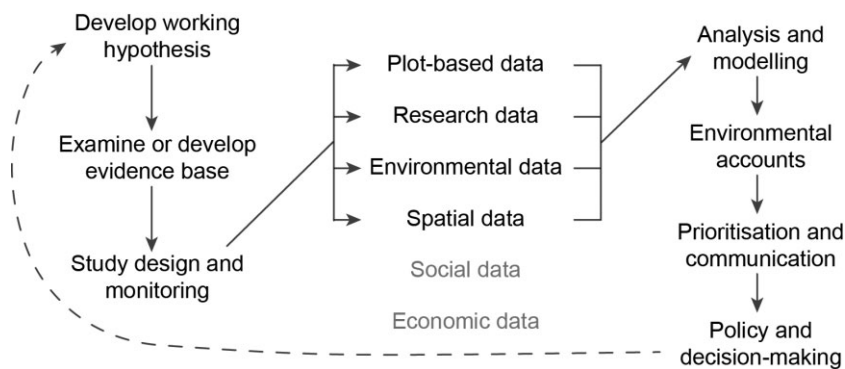 Develop working
hypothesis
Examine or develop
evidence base
Study design and
monitoring
Plot-based data
Research data
Environmental data
Spatial data
Social data
Economic data
Analysis and
modelling
Environmental
accounts
Prioritisation and
communication
Policy and
decision-making